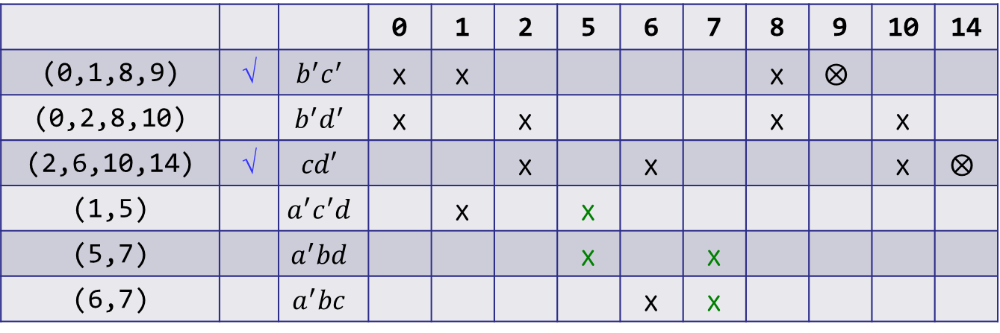 0 1 2 5 6 7 8 9 10 14
(0,1,8,9) √ b′c′ x x x ⊗
(0,2,8,10) b′d′ x x x x
(2,6,10,14) √ cd′ x x x ⊗
(1,5) a′c′d x x
(5,7) a′bd x x
(6,7) a′bc x x